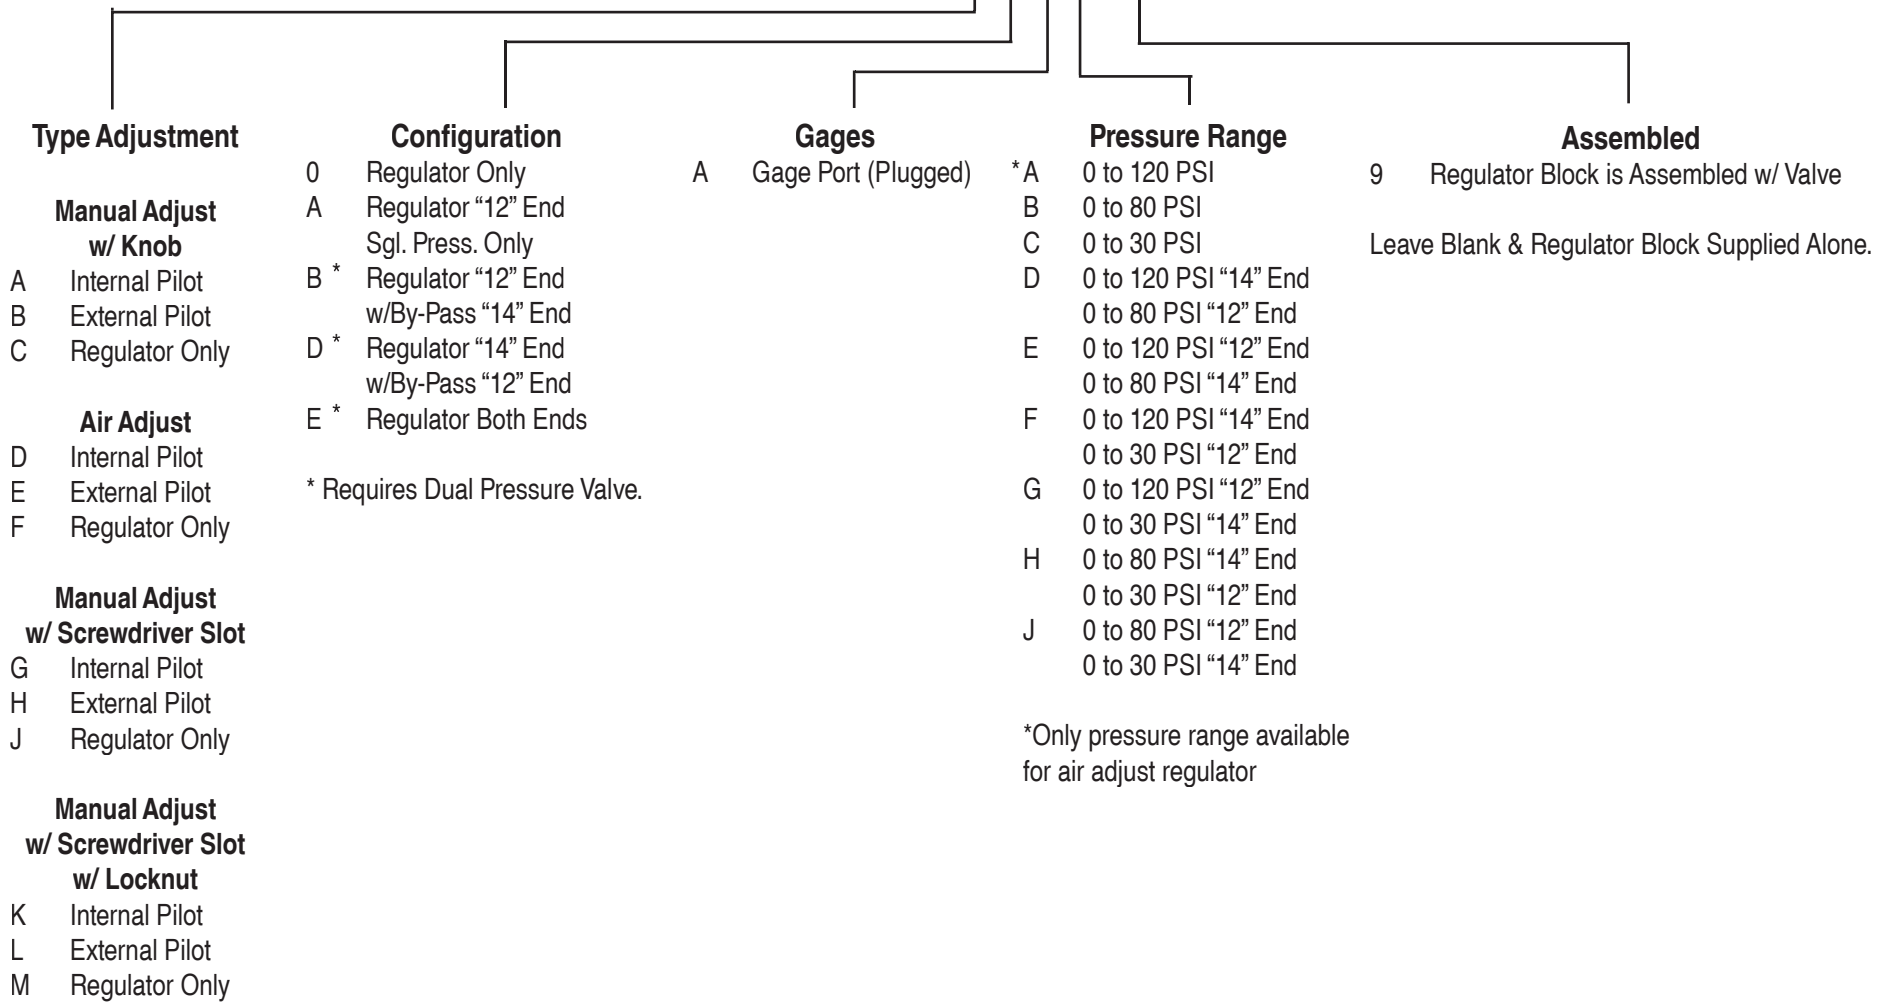 Type Adjustment
Manual Adjust
w/ Knob
A Internal Pilot
B External Pilot
C Regulator Only
Air Adjust
D Internal Pilot
E External Pilot
F Regulator Only
Manual Adjust
w/ Screwdriver Slot
G Internal Pilot
H External Pilot
J Regulator Only
Manual Adjust
w/ Screwdriver Slot
w/ Locknut
K Internal Pilot
L External Pilot
M Regulator Only
Configuration
0 Regulator Only
A Regulator “12” End
Sgl. Press. Only
B * Regulator “12” End
w/By-Pass “14” End
D * Regulator “14” End
w/By-Pass “12” End
E * Regulator Both Ends
* Requires Dual Pressure Valve.
Gages
A Gage Port (Plugged)
Pressure Range
*A 0 to 120 PSI
B 0 to 80 PSI
C 0 to 30 PSI
D 0 to 120 PSI “14” End
0 to 80 PSI “12” End
E 0 to 120 PSI “12” End
0 to 80 PSI “14” End
F 0 to 120 PSI “14” End
0 to 30 PSI “12” End
G 0 to 120 PSI “12” End
0 to 30 PSI “14” End
H 0 to 80 PSI “14” End
0 to 30 PSI “12” End
J 0 to 80 PSI “12” End
0 to 30 PSI “14” End
*Only pressure range available
for air adjust regulator
Assembled
9 Regulator Block is Assembled w/ Valve
Leave Blank & Regulator Block Supplied Alone.